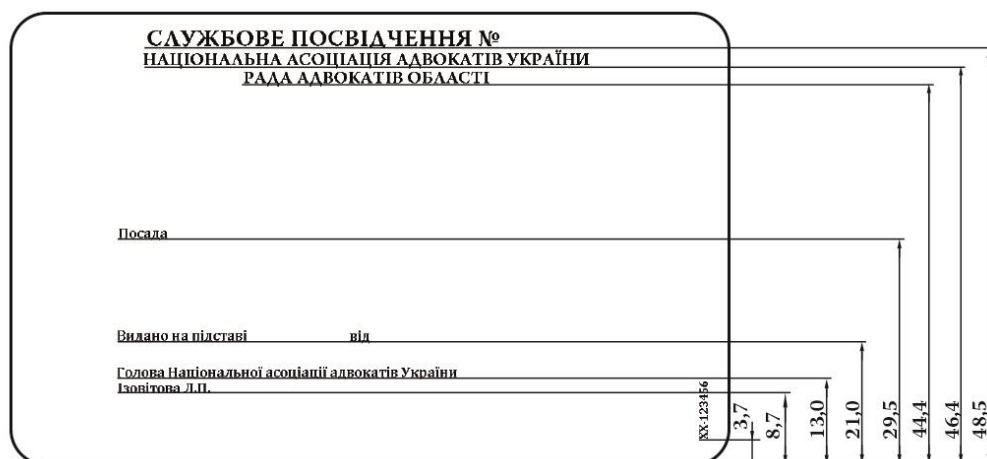 СЛУЖБОВЕ ПОСВІДЧЕННЯ №
НАЦІОНАЛЬНА АСОЦІАЦІЯ АДВОКАТІВ УКРАЇНИ
РАДА АДВОКАТІВ ОБЛАСТІ
Посада
Видано на підставі від
Голова Національної асоціації адвокатів України
Ізовітова Л.П.
ХХ-123456
3,7
8,7
13,0
21,0
29,5
44,4
46,4
48,5